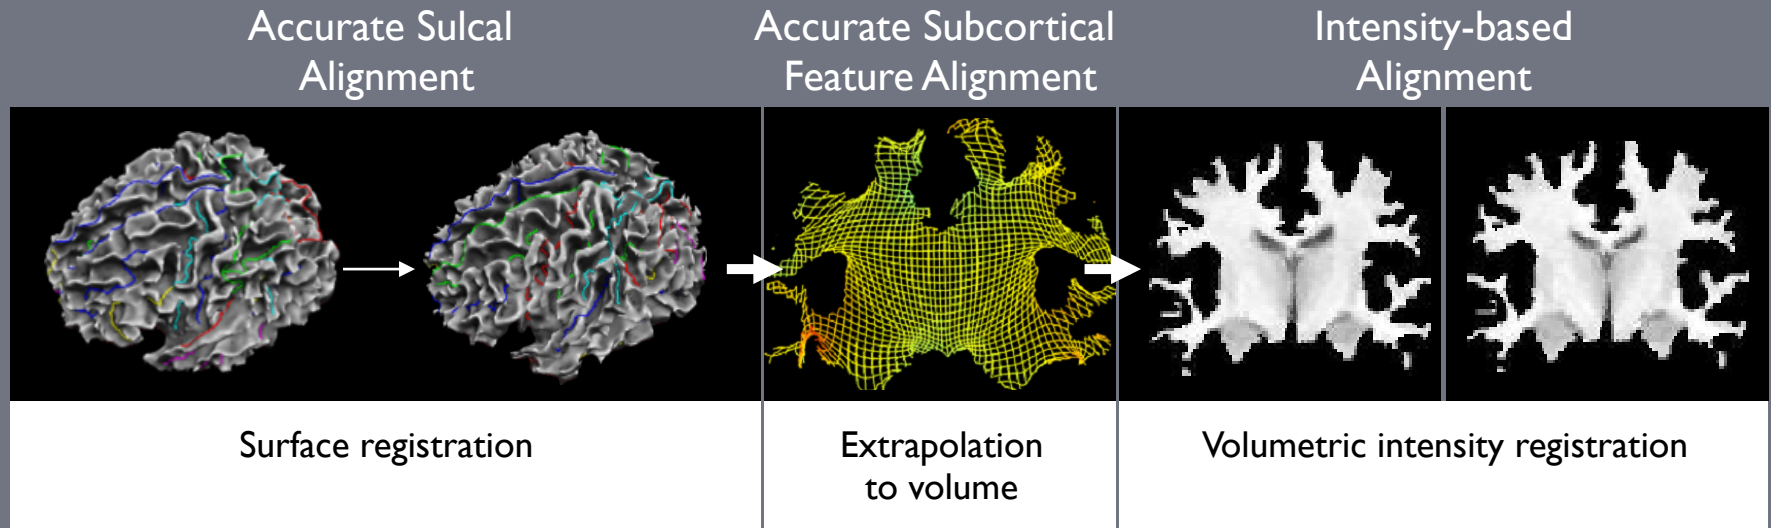 Accurate Sulcal
Alignment
Accurate Subcortical
Feature Alignment
Intensity-based
Alignment
Surface registration
Extrapolation
to volume
Volumetric intensity registration